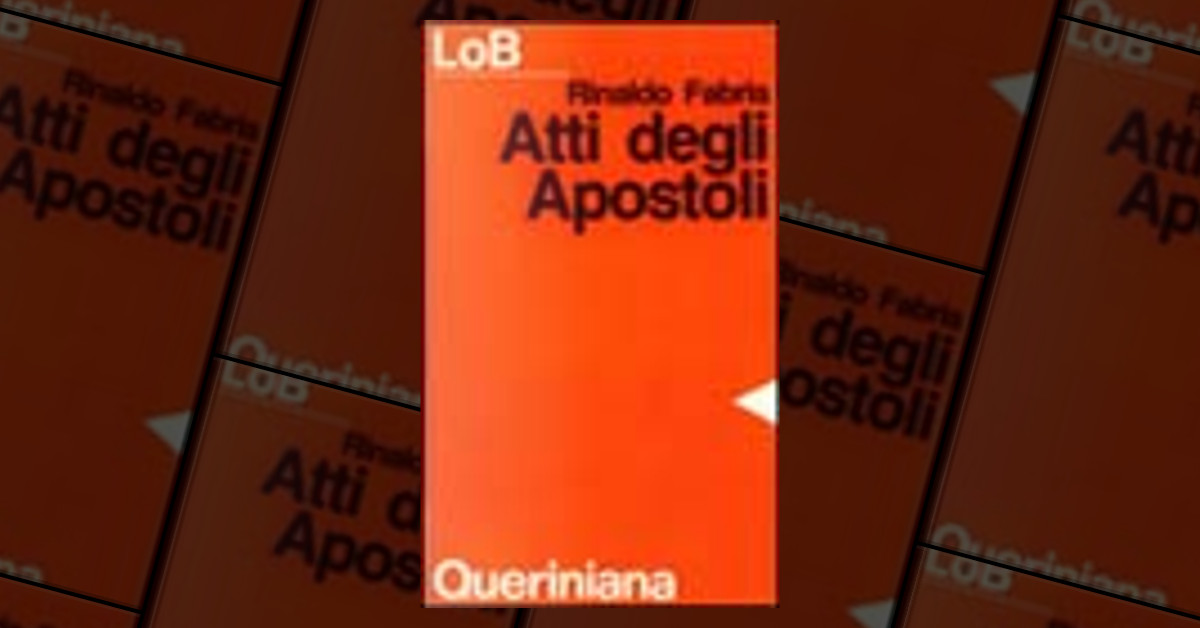 LoB
Rinaldo Fabris
Atti degli
Apostoli
Queriniana